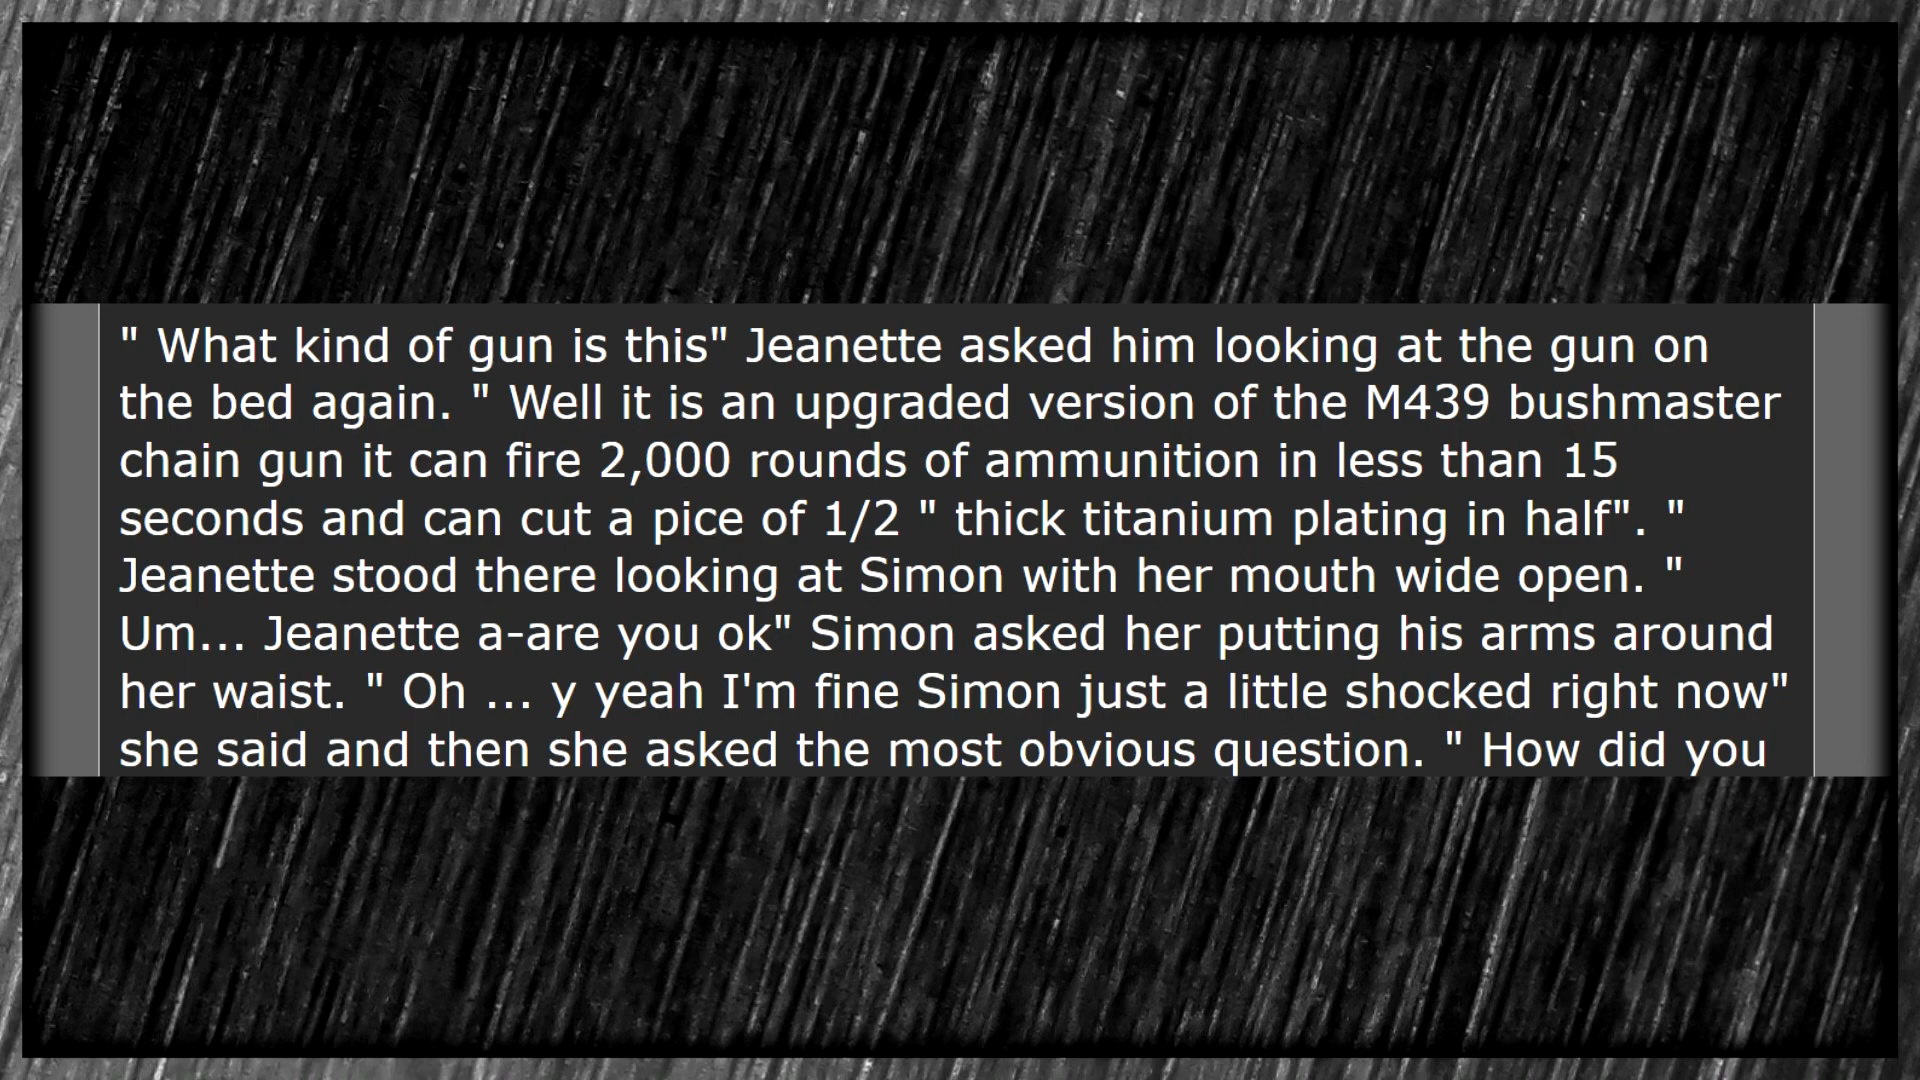 " What kind of gun is this" Jeanette asked him looking at the gun on
the bed again. " Well it is an upgraded version of the M439 bushmaster
chain gun it can fire 2,000 rounds of ammunition in less than 15
seconds and can cut a pice of 1/2 " thick titanium plating in half". "
Jeanette stood there looking at Simon with her mouth wide open. "
Um... Jeanette a-are you ok" Simon asked her putting his arms around
her waist. " Oh ... y yeah I'm fine Simon just a little shocked right now"
she said and then she asked the most obvious question. " How did you